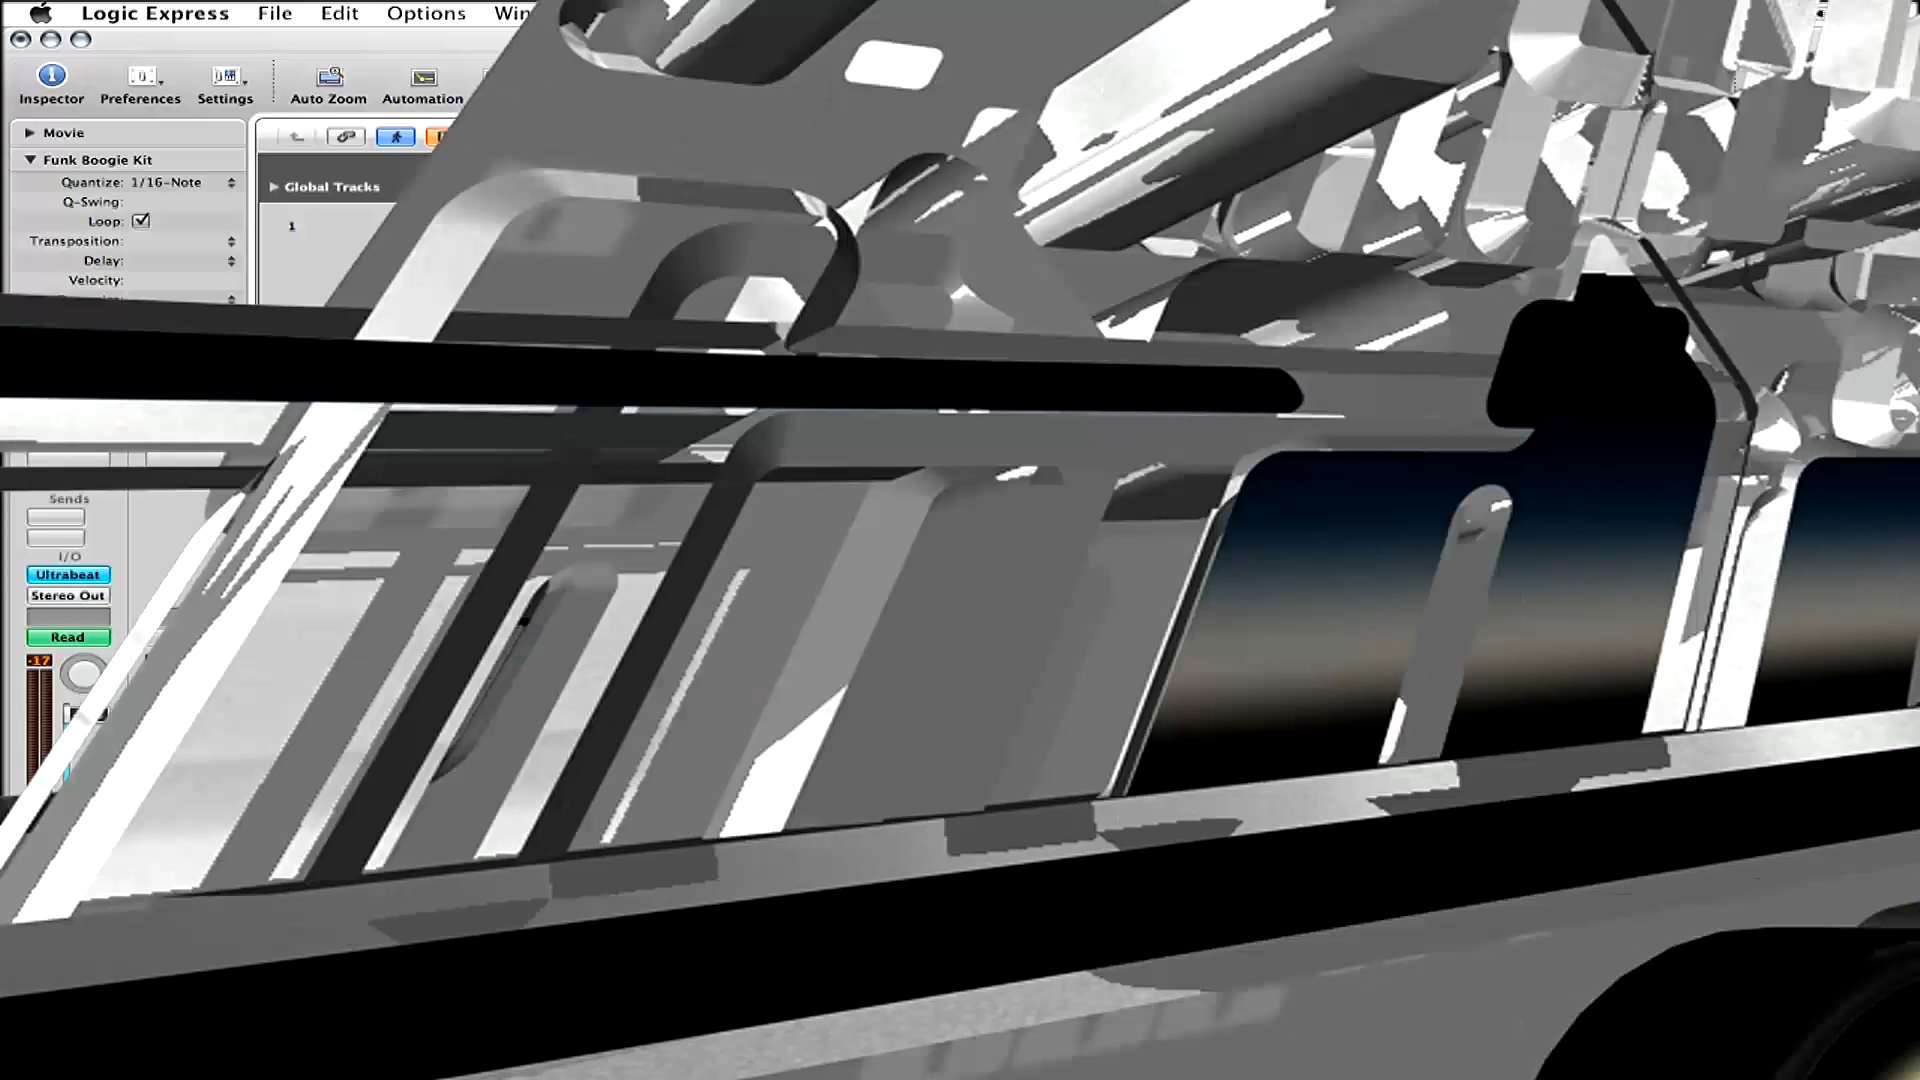 Logic Express File Edit Options Win
Inspector Preferences Settings Auto Zoom Automation
Movie
Funk Boogie Kit
Quantize: 1/16-Note
Q-Swing:
Loop:
Global Tracks
Transposition:
1
Delay:
Velocity:
Sends
I/O
Ultrabeat
Stereo Out
Read
-17